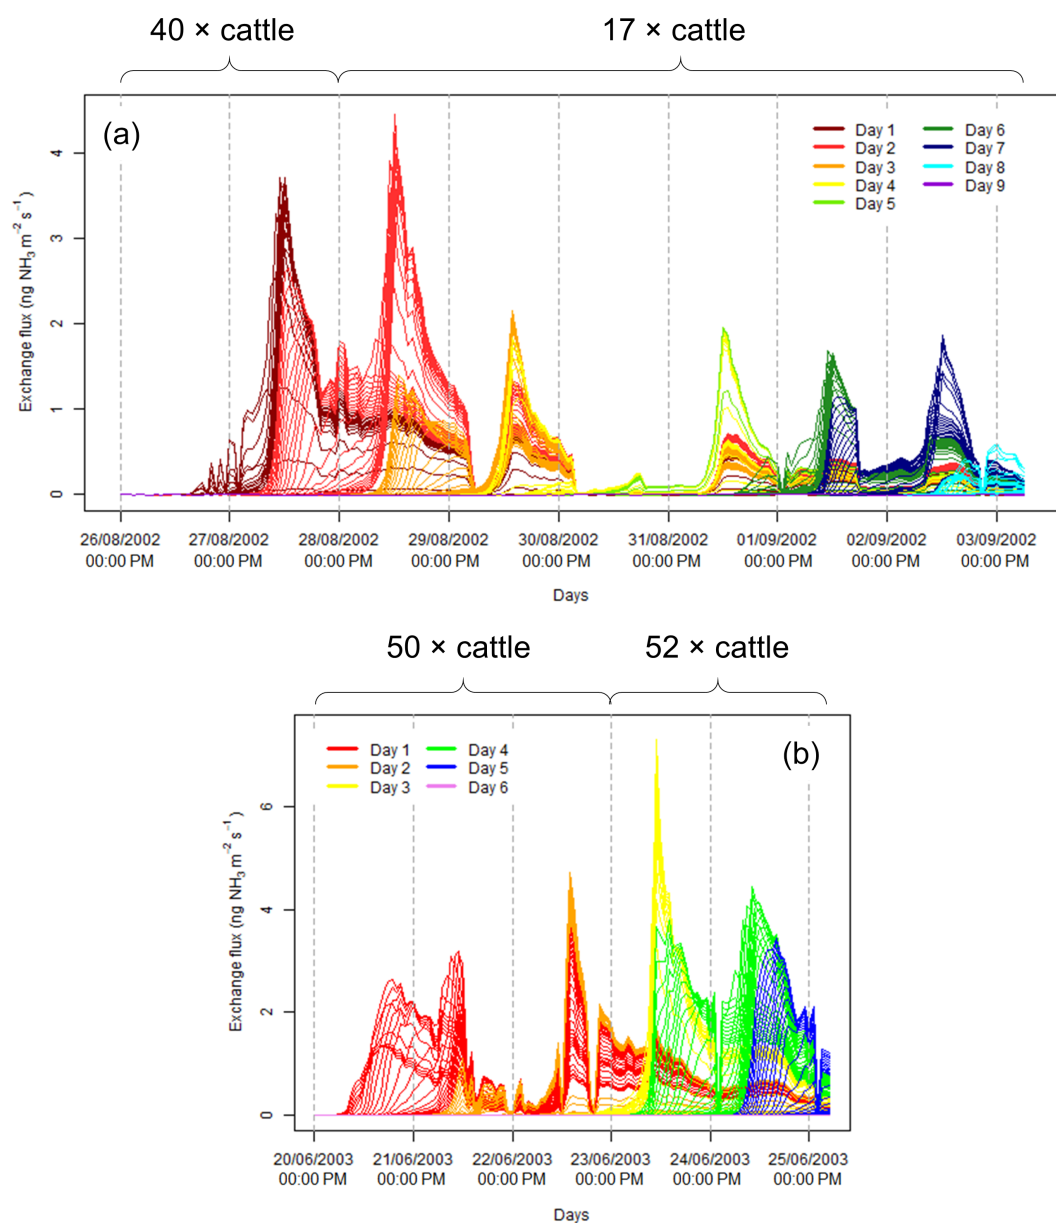 40 × cattle
17 × cattle
(a)
Day 1
Day 2
Day 3
Day 4
Day 5
Day 6
Day 7
Day 8
Day 9
Exchange flux (ng NH₃ m⁻² s⁻¹)
4
3
2
1
0
26/08/2002 27/08/2002 28/08/2002 29/08/2002 30/08/2002 31/08/2002 01/09/2002 02/09/2002 03/09/2002
00:00 PM 00:00 PM 00:00 PM 00:00 PM 00:00 PM 00:00 PM 00:00 PM 00:00 PM 00:00 PM
Days
50 × cattle
52 × cattle
(b)
Day 1
Day 2
Day 3
Day 4
Day 5
Day 6
Exchange flux (ng NH₃ m⁻² s⁻¹)
6
4
2
0
20/06/2003 21/06/2003 22/06/2003 23/06/2003 24/06/2003 25/06/2003
00:00 PM 00:00 PM 00:00 PM 00:00 PM 00:00 PM 00:00 PM
Days